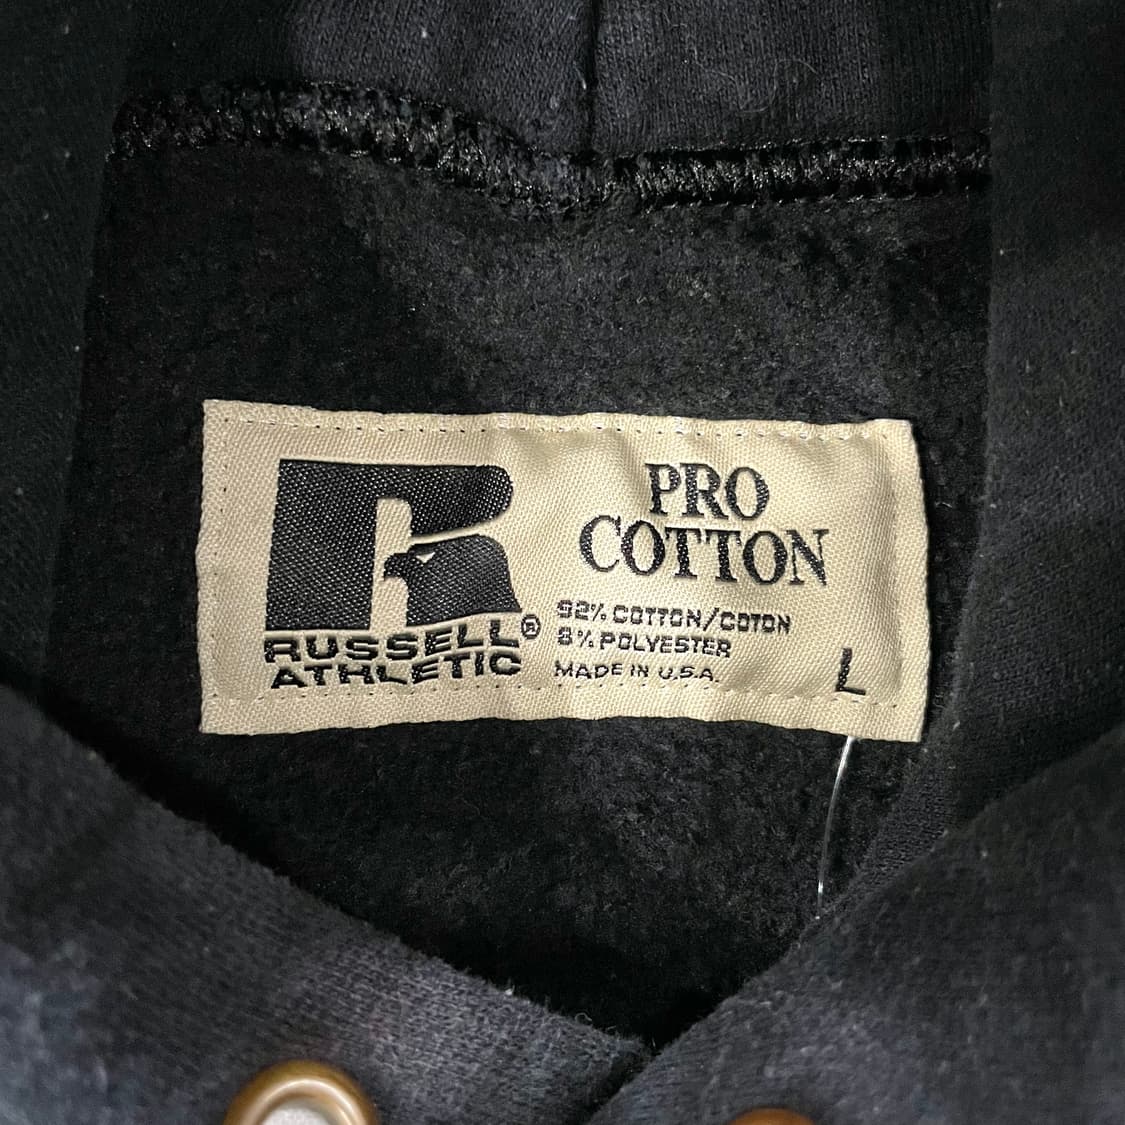 PRO
COTTON
92% COTTON/COTON
8% POLYESTER
MADE IN U.S.A.
RUSSELL®
ATHLETIC
L